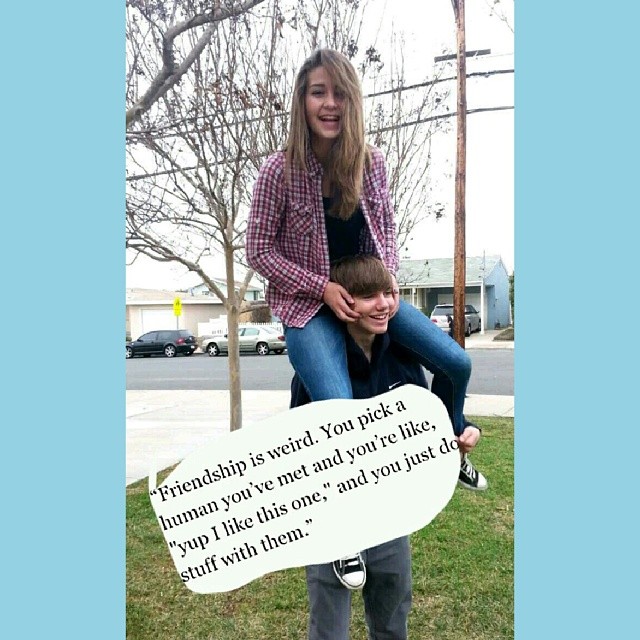 “Friendship is weird. You pick a
human you’ve met and you’re like,
"yup I like this one," and you just do
stuff with them.”